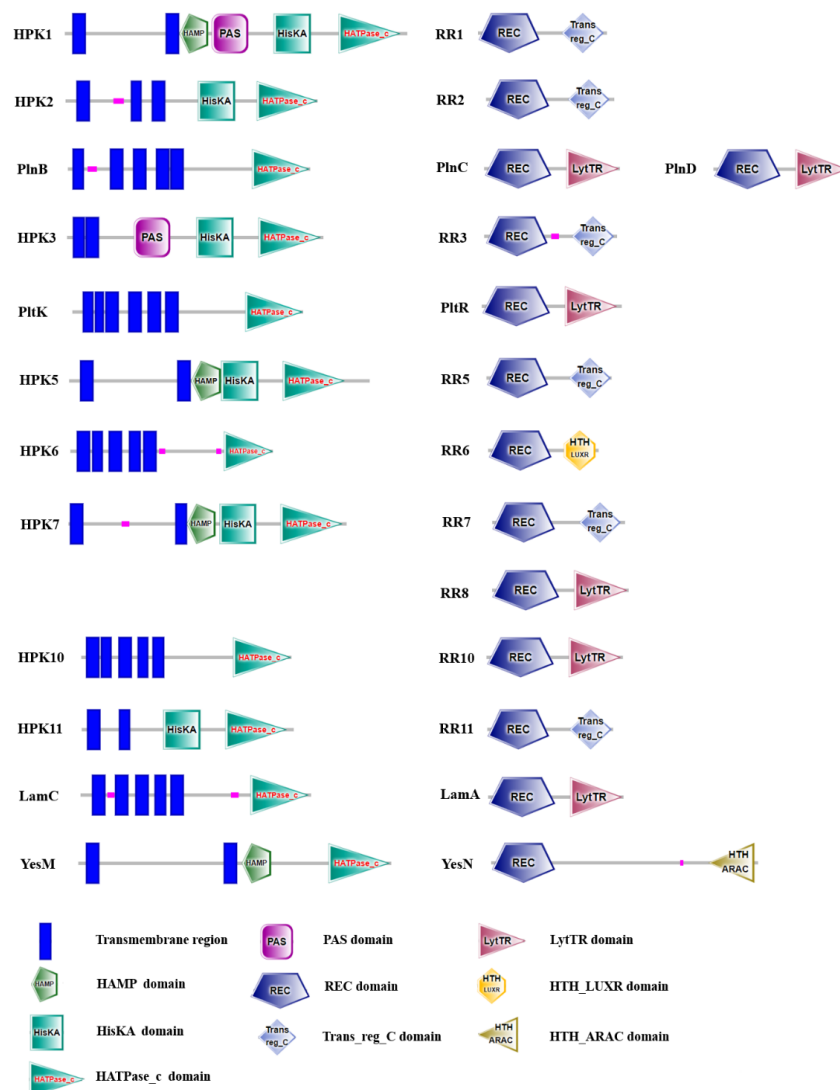 HPK1 HAMP PAS HisKA HATPase_c RR1 REC Trans reg_C
HPK2 HisKA HATPase_c RR2 REC Trans reg_C
PlnB HATPase_c PlnC REC LytTR PlnD REC LytTR
HPK3 PAS HisKA HATPase_c RR3 REC Trans reg_C
PltK HATPase_c PltR REC LytTR
HPK5 HAMP HisKA HATPase_c RR5 REC Trans reg_C
HPK6 HATPase_c RR6 REC HTH LUXR
HPK7 HAMP HisKA HATPase_c RR7 REC Trans reg_C
RR8 REC LytTR
HPK10 HATPase_c RR10 REC LytTR
HPK11 HisKA HATPase_c RR11 REC Trans reg_C
LamC HATPase_c LamA REC LytTR
YesM HAMP HATPase_c YesN REC HTH ARAC
Transmembrane region PAS PAS domain LytTR LytTR domain
HAMP HAMP domain REC REC domain HTH LUXR HTH_LUXR domain
HisKA HisKA domain Trans reg_C Trans_reg_C domain HTH ARAC HTH_ARAC domain
HATPase_c HATPase_c domain